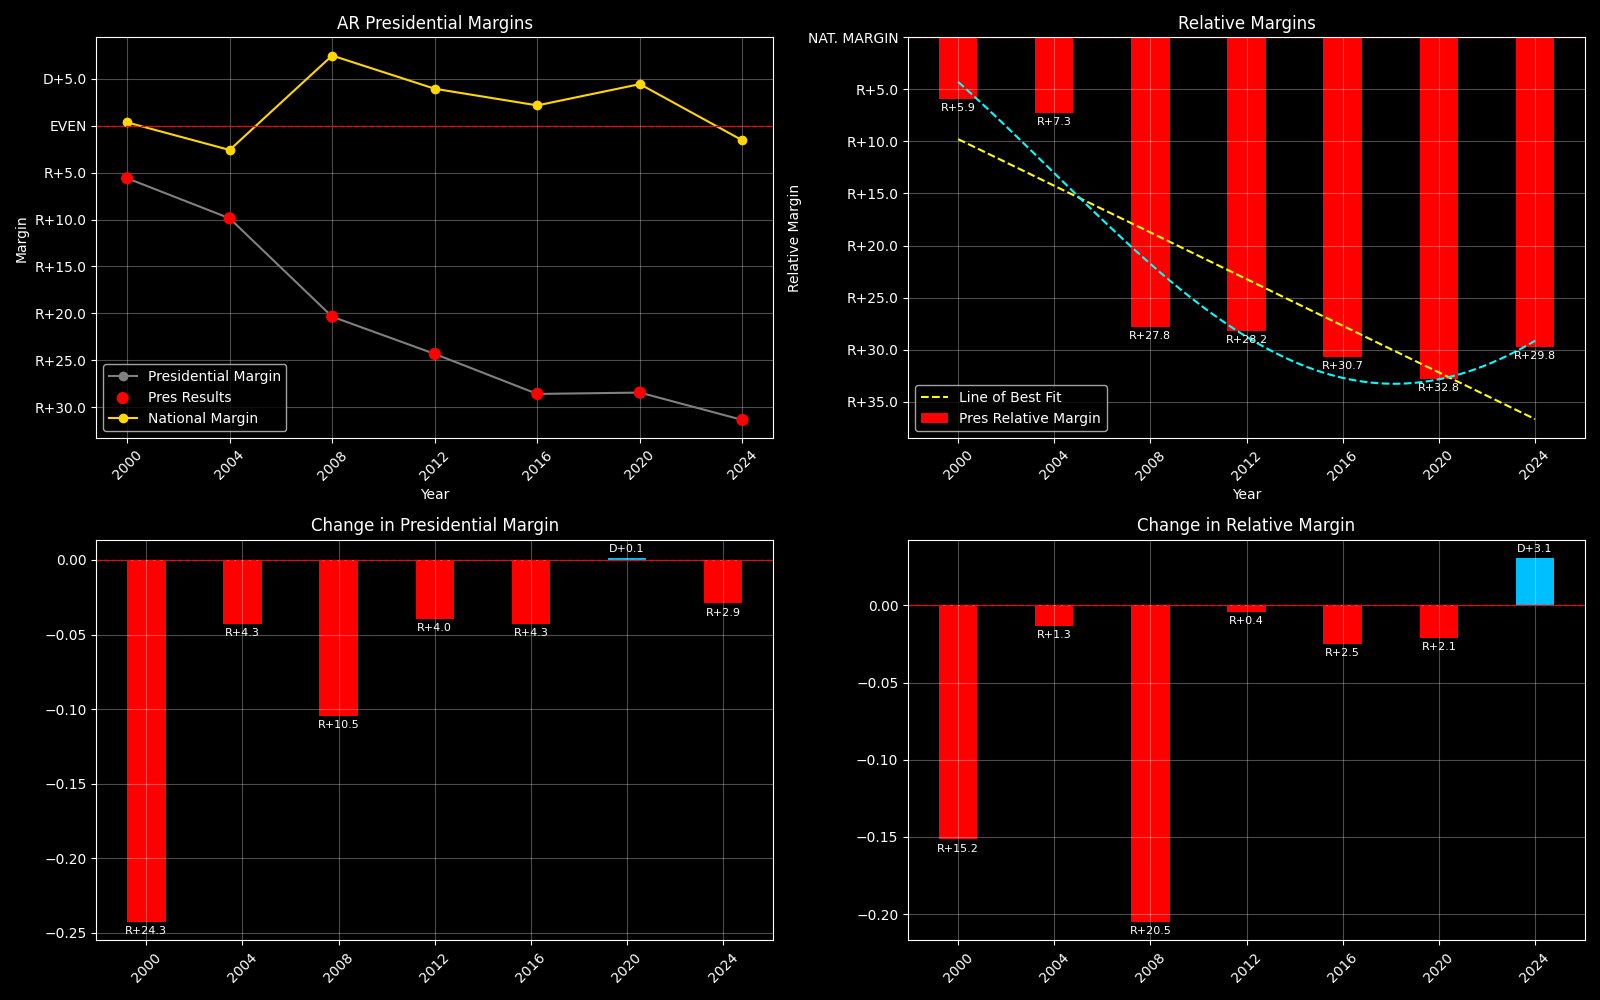 AR Presidential Margins
Margin
D+5.0
EVEN
R+5.0
R+10.0
R+15.0
R+20.0
R+25.0
R+30.0
Presidential Margin
Pres Results
National Margin
2000
2004
2008
2012
2016
2020
2024
Year
Relative Margins
Relative Margin
NAT. MARGIN
R+5.0
R+10.0
R+15.0
R+20.0
R+25.0
R+30.0
R+35.0
R+5.9
R+7.3
R+27.8
R+28.2
R+30.7
R+32.8
R+29.8
Line of Best Fit
Pres Relative Margin
2000
2004
2008
2012
2016
2020
2024
Year
Change in Presidential Margin
0.00
−0.05
−0.10
−0.15
−0.20
−0.25
R+24.3
R+4.3
R+10.5
R+4.0
R+4.3
D+0.1
R+2.9
2000
2004
2008
2012
2016
2020
2024
Change in Relative Margin
0.00
−0.05
−0.10
−0.15
−0.20
R+15.2
R+1.3
R+20.5
R+0.4
R+2.5
R+2.1
D+3.1
2000
2004
2008
2012
2016
2020
2024